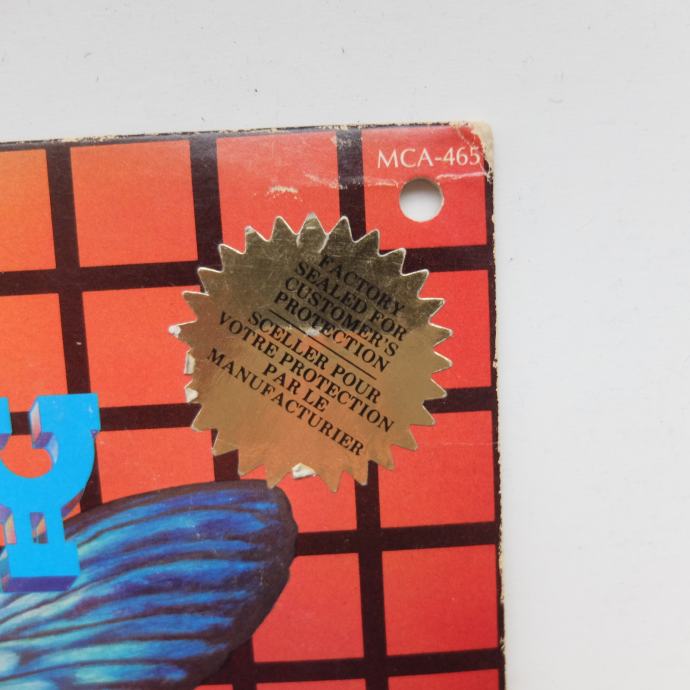 MCA-465
FACTORY
SEALED FOR
CUSTOMER'S
PROTECTION
SCELLER POUR
VOTRE PROTECTION
PAR LE
MANUFACTURIER